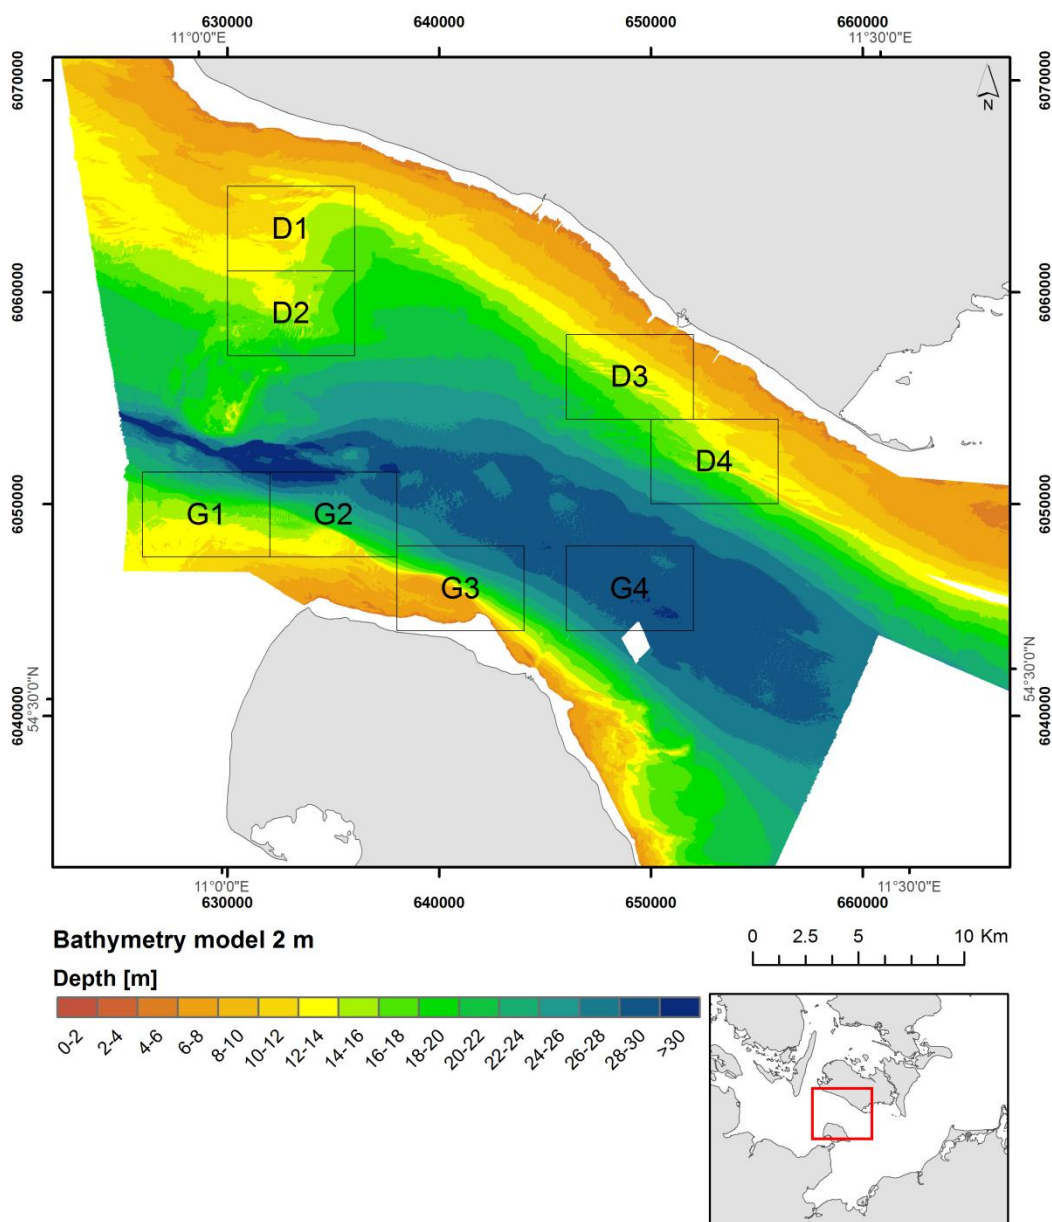 630000 640000 650000 660000
11°0'0"E 11°30'0"E
6070000 6070000
N
D1
6060000 6060000
D2
D3
D4
6050000 6050000
G1 G2
G3 G4
54°30'0"N 54°30'0"N
6040000 6040000
11°0'0"E 11°30'0"E
630000 640000 650000 660000
Bathymetry model 2 m
0 2.5 5 10 Km
Depth [m]
0-2 2-4 4-6 6-8 8-10 10-12 12-14 14-16 16-18 18-20 20-22 22-24 24-26 26-28 28-30 >30